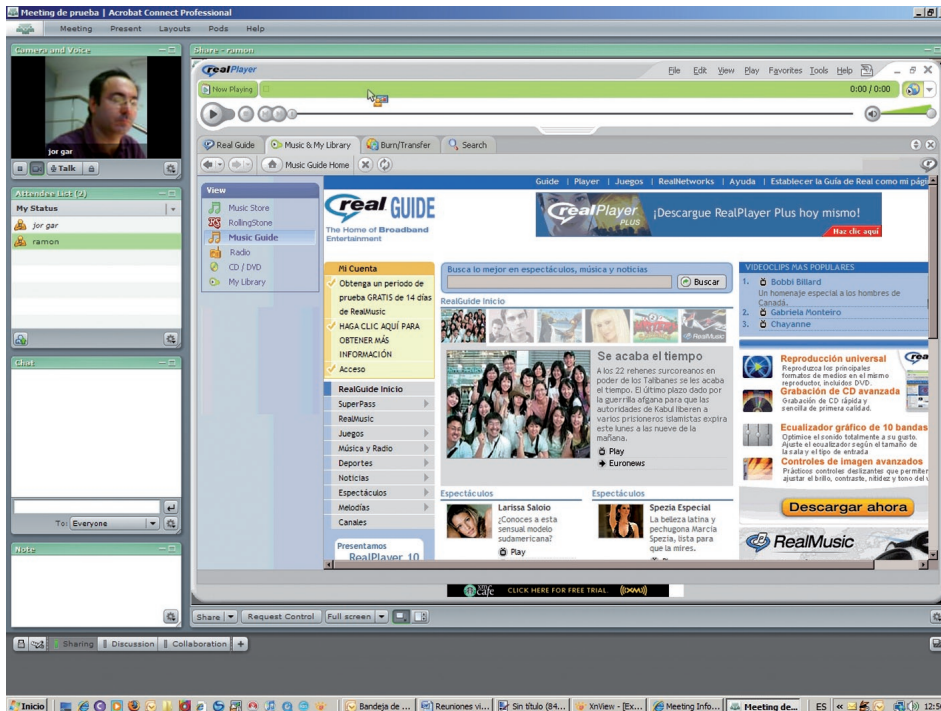 Meeting de prueba | Acrobat Connect Professional
Meeting Present Layouts Pods Help
Camera and Voice
jor gar
Talk
Attendee List (2)
My Status
jor gar
ramon
Chat
To: Everyone
Note
Share - ramon
realPlayer
File Edit View Play Favorites Tools Help
Now Playing
0:00 / 0:00
Real Guide Music & My Library Burn/Transfer Search
Music Guide Home
View
Music Store
RollingStone
Music Guide
Radio
CD / DVD
My Library
Guide | Player | Juegos | RealNetworks | Ayuda | Establecer la Guía de Real como mi pági
real GUIDE
The Home of Broadband
Entertainment
realPlayer
PLUS
¡Descargue RealPlayer Plus hoy mismo!
Haz clic aquí
Mi Cuenta
Obtenga un periodo de
prueba GRATIS de 14 días
de RealMusic
HAGA CLIC AQUÍ PARA
OBTENER MÁS
INFORMACIÓN
Acceso
RealGuide Inicio
SuperPass
RealMusic
Juegos
Música y Radio
Deportes
Noticias
Espectáculos
Melodías
Canales
Presentamos
RealPlayer 10
Busca lo mejor en espectáculos, música y noticias
Buscar
RealGuide Inicio
RealMusic
Se acaba el tiempo
A los 22 rehenes surcoreanos en
poder de los Talibanes se les acaba
el tiempo. El último plazo dado por
la guerrilla afgana para que las
autoridades de Kabul liberen a
varios prisioneros islamistas expira
este lunes a las nueve de la
mañana.
Play
Euronews
Espectáculos
Larissa Saloio
¿Conoces a esta
sensual modelo
sudamericana?
Play
Espectáculos
Spezia Especial
La belleza latina y
pechugona Marcia
Spezia, lista para
que la mires.
VIDEOCLIPS MAS POPULARES
1. Bobbi Billard
Un homenaje especial a los hombres de
Canadá.
2. Gabriela Monteiro
3. Chayanne
Reproducción universal
Reproduzca los principales
formatos de medios en el mismo
reproductor, incluidos DVD.
Grabación de CD avanzada
Grabación de CD rápida y
sencilla de primera calidad.
Ecualizador gráfico de 10 bandas
Optimice el sonido totalmente a su gusto.
Ajuste el ecualizador según el tamaño de
la sala y el tipo de entrada
Controles de imagen avanzados
Prácticos controles deslizantes que permiten
ajustar el brillo, contraste, nitidez y tono del
Descargar ahora
RealMusic
xm café CLICK HERE FOR FREE TRIAL. ((XM))
Share Request Control Full screen
Sharing Discussion Collaboration +
Inicio
Bandeja de ... Reuniones vi... Sin título (84... XnView - [Ex... Meeting Info... Meeting de... ES 12:5